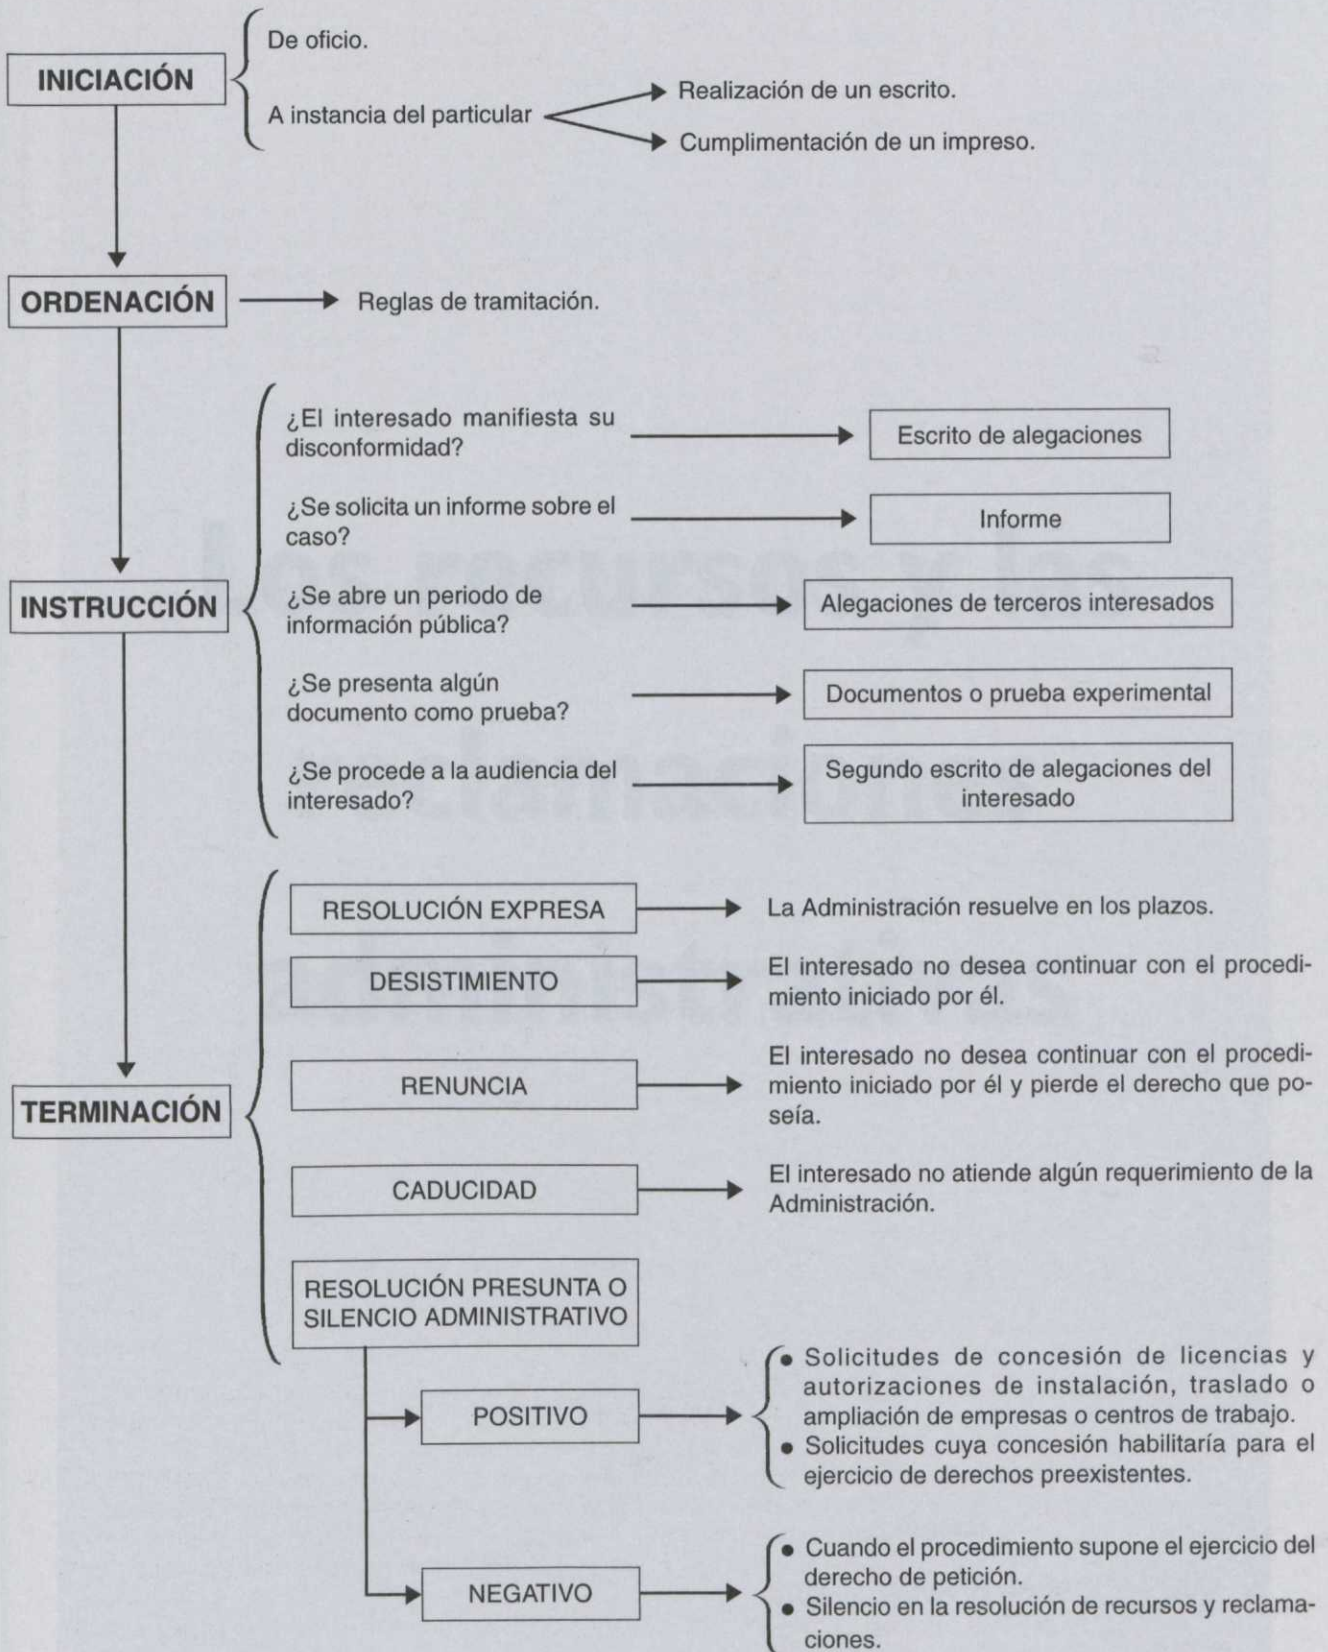 De oficio.
INICIACIÓN
A instancia del particular
Realización de un escrito.
Cumplimentación de un impreso.
ORDENACIÓN
Reglas de tramitación.
INSTRUCCIÓN
¿El interesado manifiesta su
disconformidad?
Escrito de alegaciones
¿Se solicita un informe sobre el
caso?
Informe
¿Se abre un periodo de
información pública?
Alegaciones de terceros interesados
¿Se presenta algún
documento como prueba?
Documentos o prueba experimental
¿Se procede a la audiencia del
interesado?
Segundo escrito de alegaciones del
interesado
TERMINACIÓN
RESOLUCIÓN EXPRESA
La Administración resuelve en los plazos.
DESISTIMIENTO
El interesado no desea continuar con el procedi-
miento iniciado por él.
RENUNCIA
El interesado no desea continuar con el procedi-
miento iniciado por él y pierde el derecho que po-
seía.
CADUCIDAD
El interesado no atiende algún requerimiento de la
Administración.
RESOLUCIÓN PRESUNTA O
SILENCIO ADMINISTRATIVO
POSITIVO
● Solicitudes de concesión de licencias y
autorizaciones de instalación, traslado o
ampliación de empresas o centros de trabajo.
● Solicitudes cuya concesión habilitaría para el
ejercicio de derechos preexistentes.
NEGATIVO
● Cuando el procedimiento supone el ejercicio del
derecho de petición.
● Silencio en la resolución de recursos y reclama-
ciones.